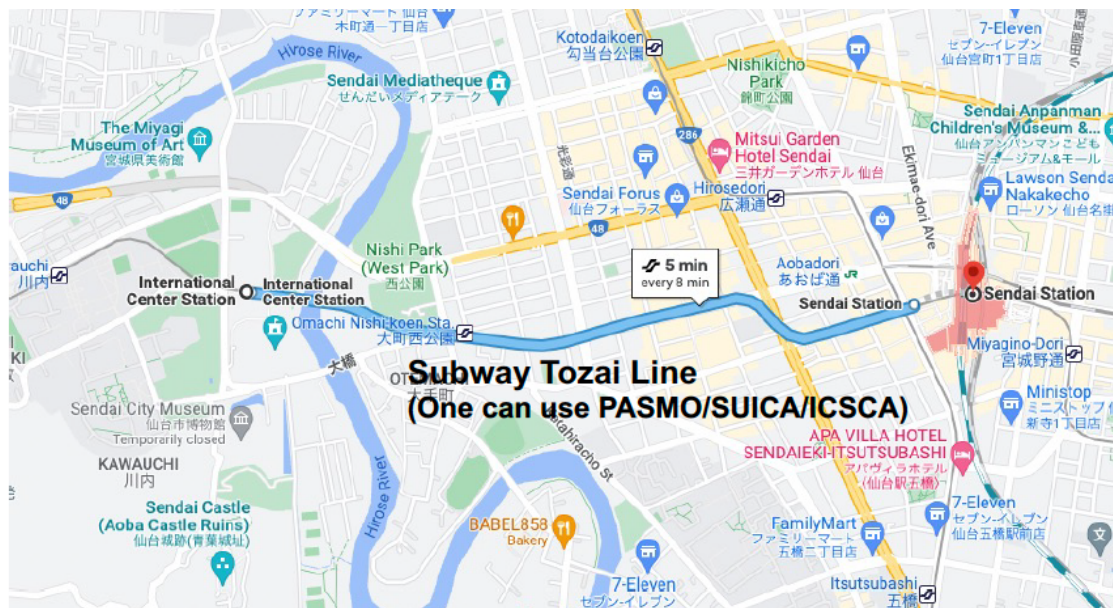 ファミリーマート 仙台
木町通一丁目店
Hirose River
Sendai Mediatheque
せんだいメディアテーク
The Miyagi
Museum of Art
宮城県美術館
48
Kotodaikoen
勾当台公園
Nishikicho
Park
錦町公園
7-Eleven
セブン-イレブン
仙台宮町1丁目店
Sendai Anpanman
Children's Museum &...
仙台アンパンマンこども
ミュージアム&モール
286
Mitsui Garden
Hotel Sendai
三井ガーデンホテル 仙台
光彩通
Ekimae-dori Ave
Lawson Senda
Nakakecho
Sendai Forus
仙台フォーラス
Hirosedori
広瀬通
48
Nishi Park
(West Park)
西公園
川内
International
Center Station
International
Center Station
5 min
every 8 min
Aobadori
あおば通
Sendai Station
Sendai Station
Omachi Nishi-koen Sta.
大町西公園
大橋
Miyagino-Dori
宮城野通
Subway Tozai Line
(One can use PASMO/SUICA/ICSCA)
大手町
Sendai City Museum
仙台市博物館
Temporarily closed
KAWAUCHI
川内
Hirose River
Ministop
新寺1丁目店
APA VILLA HOTEL
SENDAIEKI-ITSUTSUBASHI
アパヴィラホテル
〈仙台駅五橋〉
Sendai Castle
(Aoba Castle Ruins)
仙台城跡(青葉城址)
BABEL858
Bakery
7-Eleven
セブン-イレブン
FamilyMart
ファミリーマート
五橋二丁目店
7-Eleven
セブン-イレブン
仙台五橋駅前店
Itsutsubashi
五橋
文